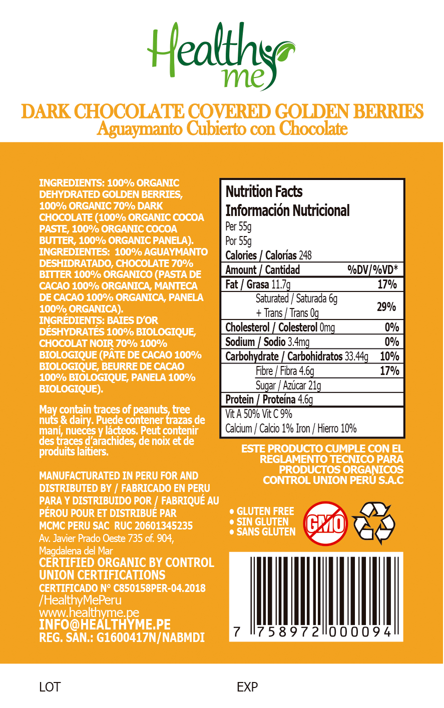 Healthy
me
DARK CHOCOLATE COVERED GOLDEN BERRIES
Aguaymanto Cubierto con Chocolate
INGREDIENTS: 100% ORGANIC
DEHYDRATED GOLDEN BERRIES,
100% ORGANIC 70% DARK
CHOCOLATE (100% ORGANIC COCOA
PASTE, 100% ORGANIC COCOA
BUTTER, 100% ORGANIC PANELA).
INGREDIENTES: 100% AGUAYMANTO
DESHIDRATADO, CHOCOLATE 70%
BITTER 100% ORGANICO (PASTA DE
CACAO 100% ORGANICA, MANTECA
DE CACAO 100% ORGANICA, PANELA
100% ORGANICA).
INGRÉDIENTS: BAIES D'OR
DÉSHYDRATÉS 100% BIOLOGIQUE,
CHOCOLAT NOIR 70% 100%
BIOLOGIQUE (PÂTE DE CACAO 100%
BIOLOGIQUE, BEURRE DE CACAO
100% BIOLOGIQUE, PANELA 100%
BIOLOGIQUE).
May contain traces of peanuts, tree
nuts & dairy. Puede contener trazas de
maní, nueces y lácteos. Peut contenir
des traces d'arachides, de noix et de
produits laitiers.
MANUFACTURATED IN PERU FOR AND
DISTRIBUTED BY / FABRICADO EN PERU
PARA Y DISTRIBUIDO POR / FABRIQUÉ AU
PÉROU POUR ET DISTRIBUÉ PAR
MCMC PERU SAC RUC 20601345235
Av. Javier Prado Oeste 735 of. 904,
Magdalena del Mar
CERTIFIED ORGANIC BY CONTROL
UNION CERTIFICATIONS
CERTIFICADO N° C850158PER-04.2018
/HealthyMePeru
www.healthyme.pe
INFO@HEALTHYME.PE
REG. SAN.: G1600417N/NABMDI
Nutrition Facts
Información Nutricional
Per 55g
Por 55g
Calories / Calorías 248
Amount / Cantidad %DV/%VD*
Fat / Grasa 11.7g 17%
Saturated / Saturada 6g
+ Trans / Trans 0g 29%
Cholesterol / Colesterol 0mg 0%
Sodium / Sodio 3.4mg 0%
Carbohydrate / Carbohidratos 33.44g 10%
Fibre / Fibra 4.6g 17%
Sugar / Azúcar 21g
Protein / Proteína 4.6g
Vit A 50% Vit C 9%
Calcium / Calcio 1% Iron / Hierro 10%
ESTE PRODUCTO CUMPLE CON EL
REGLAMENTO TECNICO PARA
PRODUCTOS ORGANICOS
CONTROL UNION PERÚ S.A.C
• GLUTEN FREE
• SIN GLUTEN
• SANS GLUTEN
GMO
7 758972 000094
LOT EXP